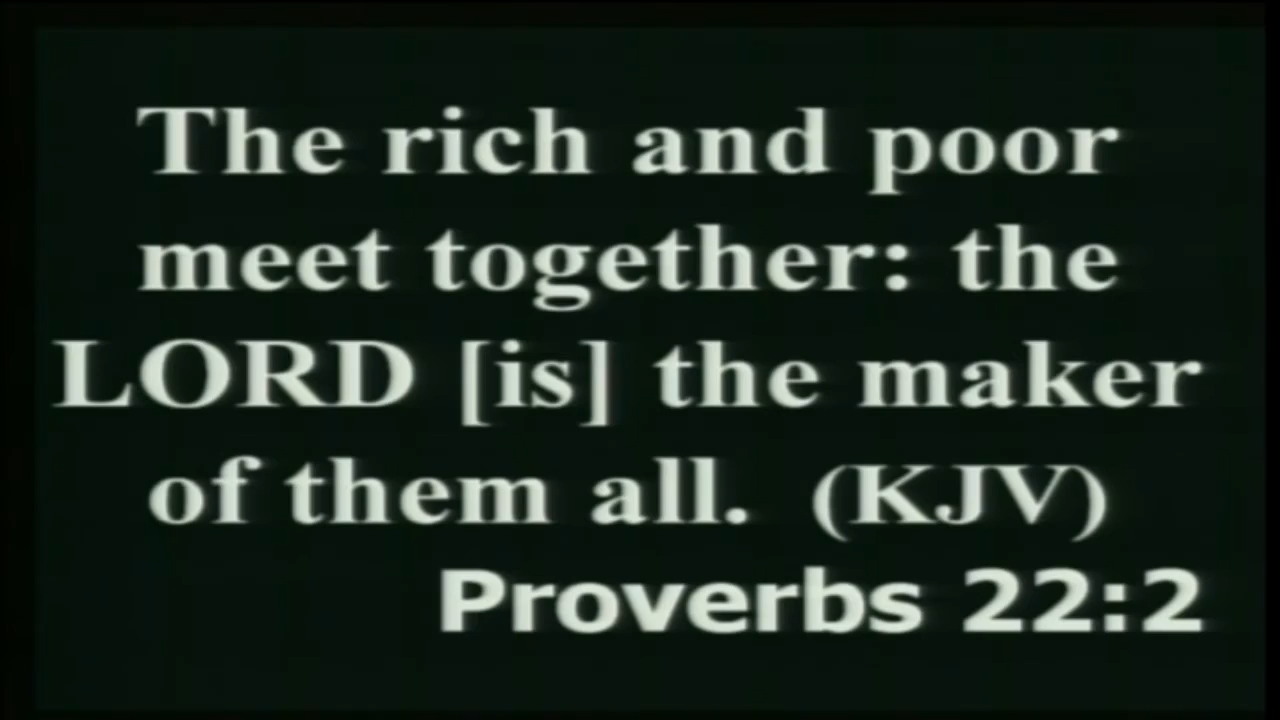 The rich and poor
meet together: the
LORD [is] the maker
of them all. (KJV)
Proverbs 22:2